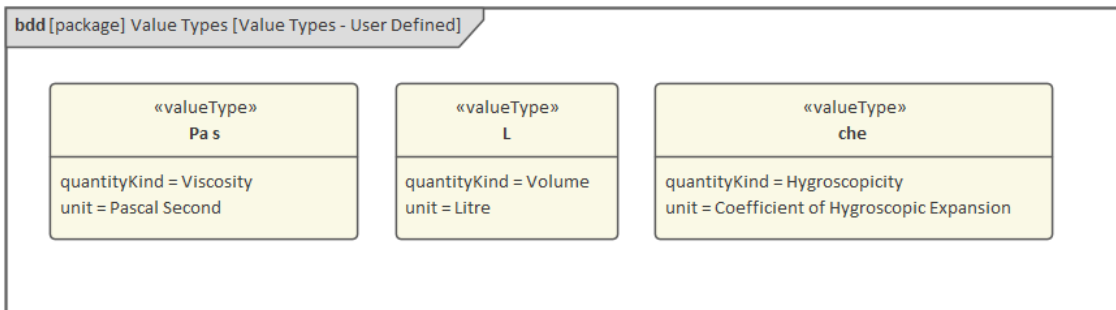 bdd [package] Value Types [Value Types - User Defined]
«valueType»
Pa s
quantityKind = Viscosity
unit = Pascal Second
«valueType»
L
quantityKind = Volume
unit = Litre
«valueType»
che
quantityKind = Hygroscopicity
unit = Coefficient of Hygroscopic Expansion